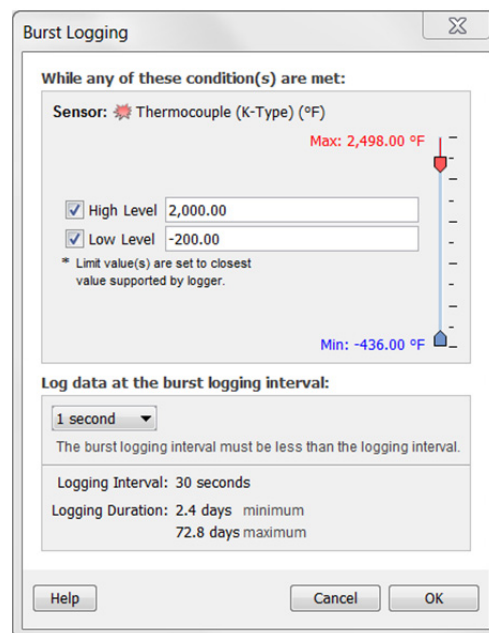 Burst Logging
While any of these condition(s) are met:
Sensor: Thermocouple (K-Type) (ºF)
Max: 2,498.00 ºF
High Level 2,000.00
Low Level -200.00
* Limit value(s) are set to closest
value supported by logger.
Min: -436.00 ºF
Log data at the burst logging interval:
1 second
The burst logging interval must be less than the logging interval.
Logging Interval: 30 seconds
Logging Duration: 2.4 days minimum
72.8 days maximum
Help Cancel OK